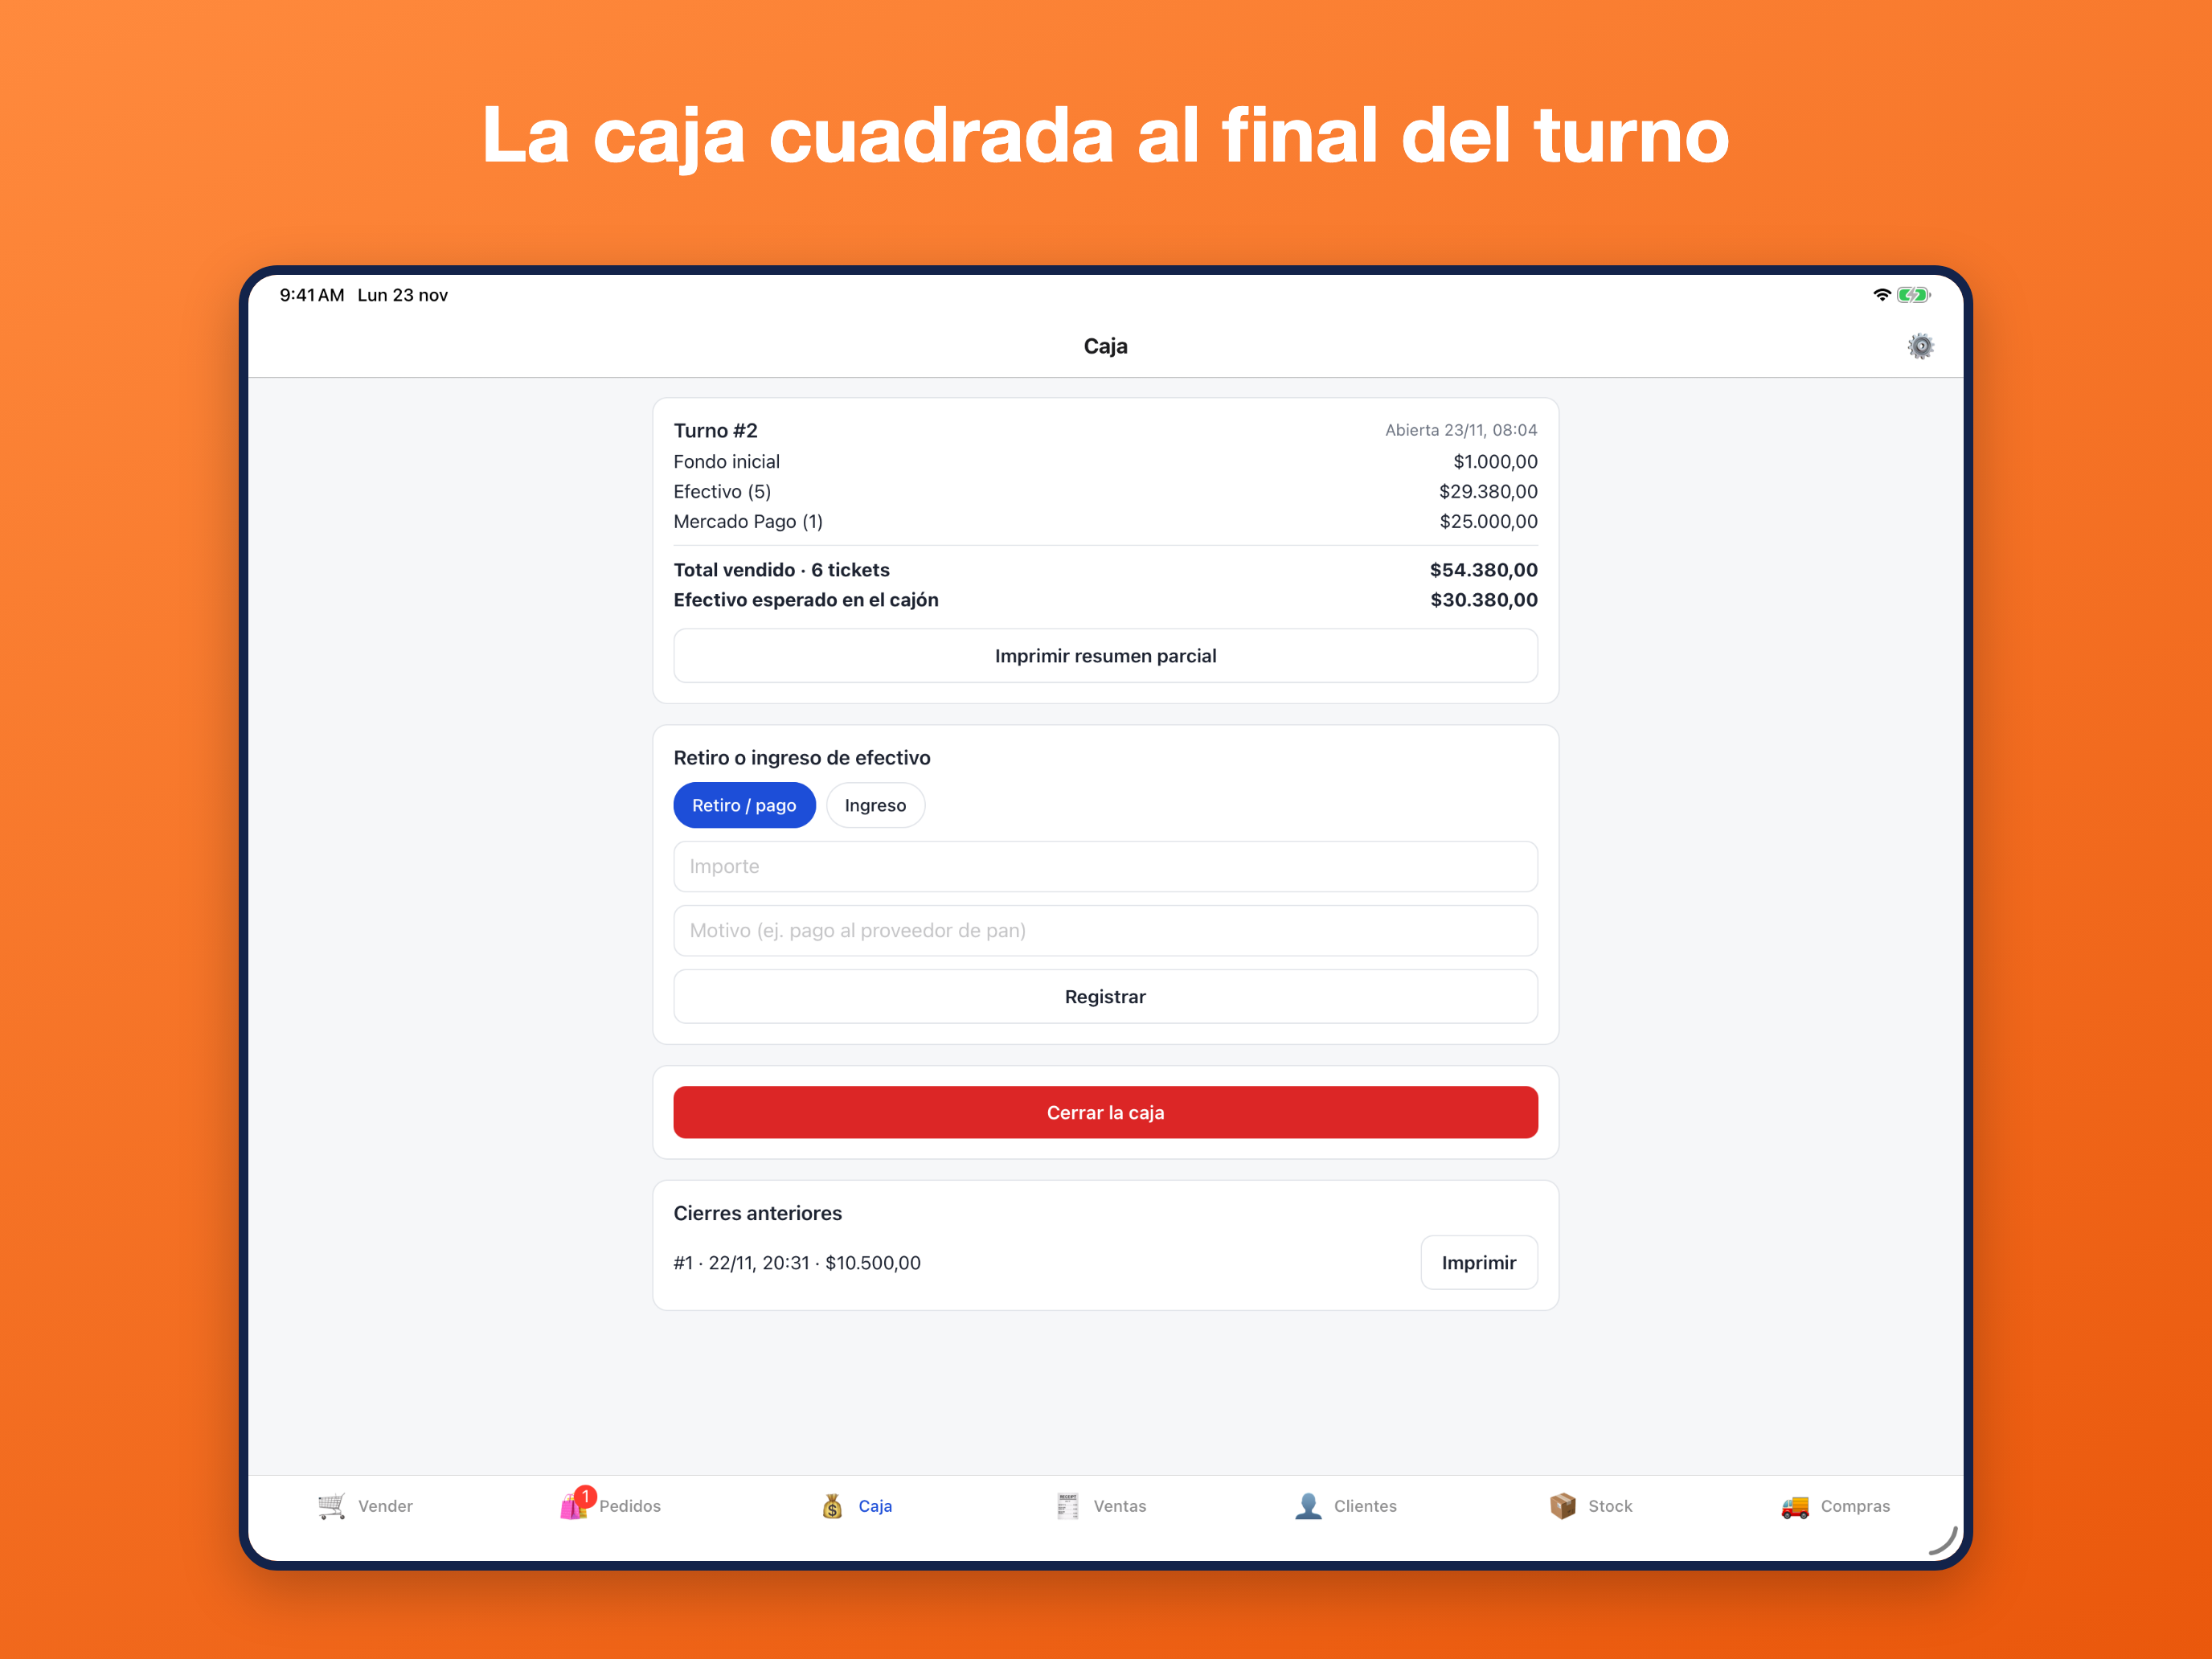 La caja cuadrada al final del turno
9:41 AM Lun 23 nov
Caja
Turno #2 Abierta 23/11, 08:04
Fondo inicial $1.000,00
Efectivo (5) $29.380,00
Mercado Pago (1) $25.000,00
Total vendido · 6 tickets $54.380,00
Efectivo esperado en el cajón $30.380,00
Imprimir resumen parcial
Retiro o ingreso de efectivo
Retiro / pago Ingreso
Importe
Motivo (ej. pago al proveedor de pan)
Registrar
Cerrar la caja
Cierres anteriores
#1 · 22/11, 20:31 · $10.500,00 Imprimir
Vender 1 Pedidos Caja Ventas Clientes Stock Compras